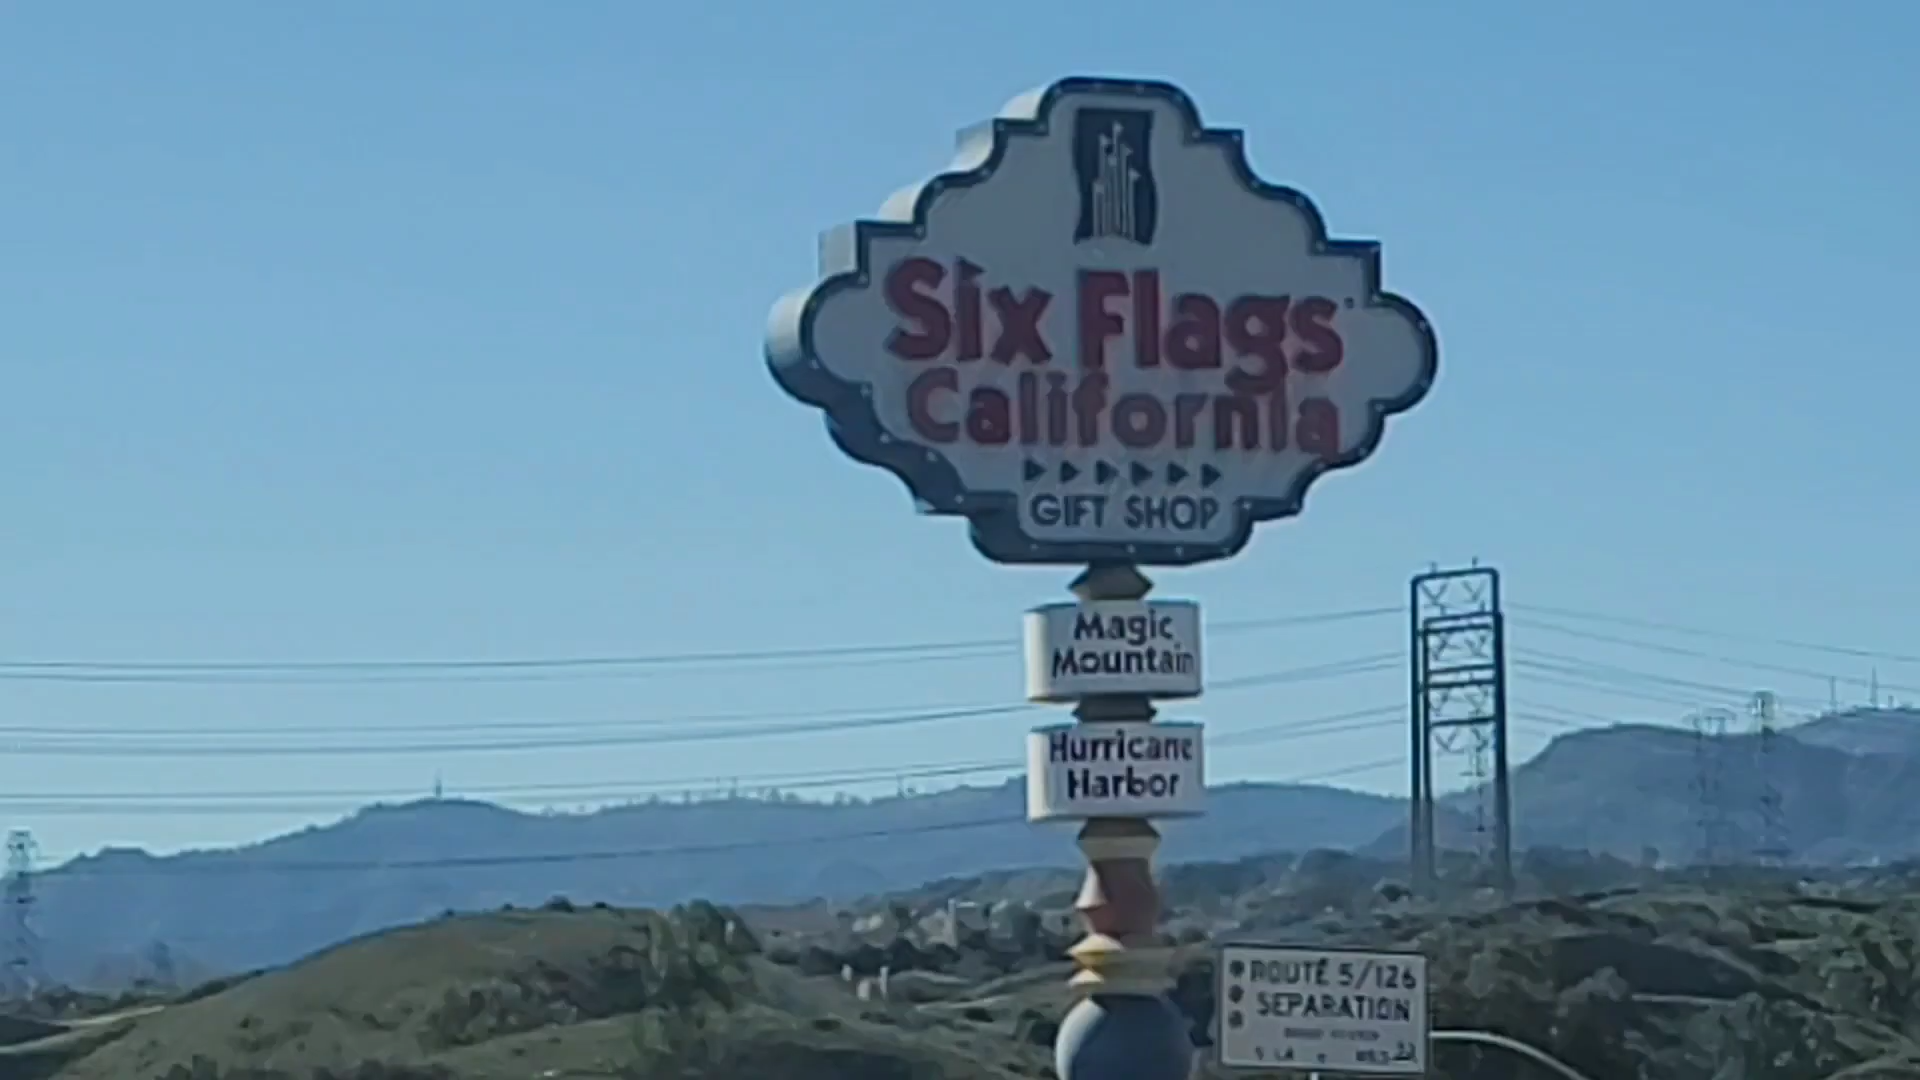 Six Flags
California
GIFT SHOP
Magic
Mountain
Hurricane
Harbor
ROUTE 5/126
SEPARATION